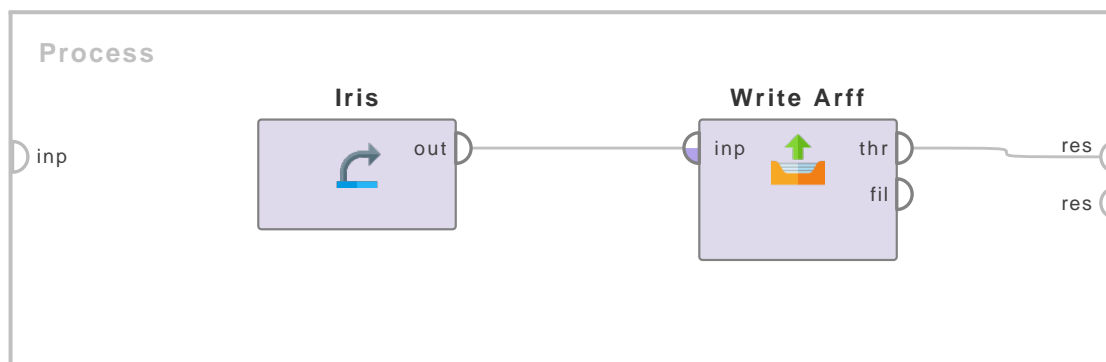 Process
Iris
Write Arff
inp
out
inp
thr
res
fil
res